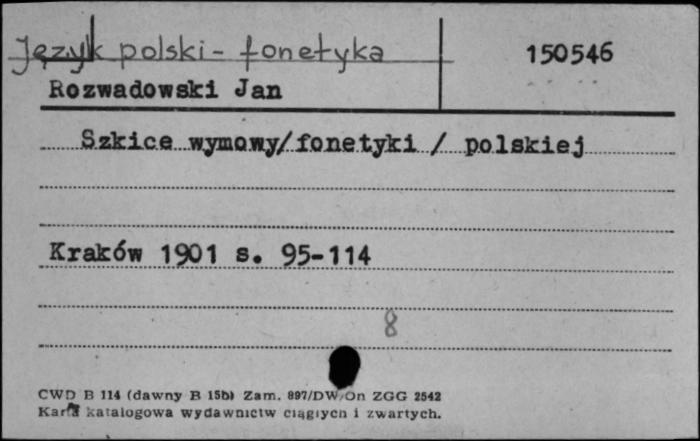 Język polski - fonetyka
150546
Rozwadowski Jan
Szkice wymowy/fonetyki / polskiej
Kraków 1901 s. 95-114
8
CWD B 114 (dawny B 15b) Zam. 897/DW/On ZGG 2542
Karta katalogowa wydawnictw ciągłych i zwartych.